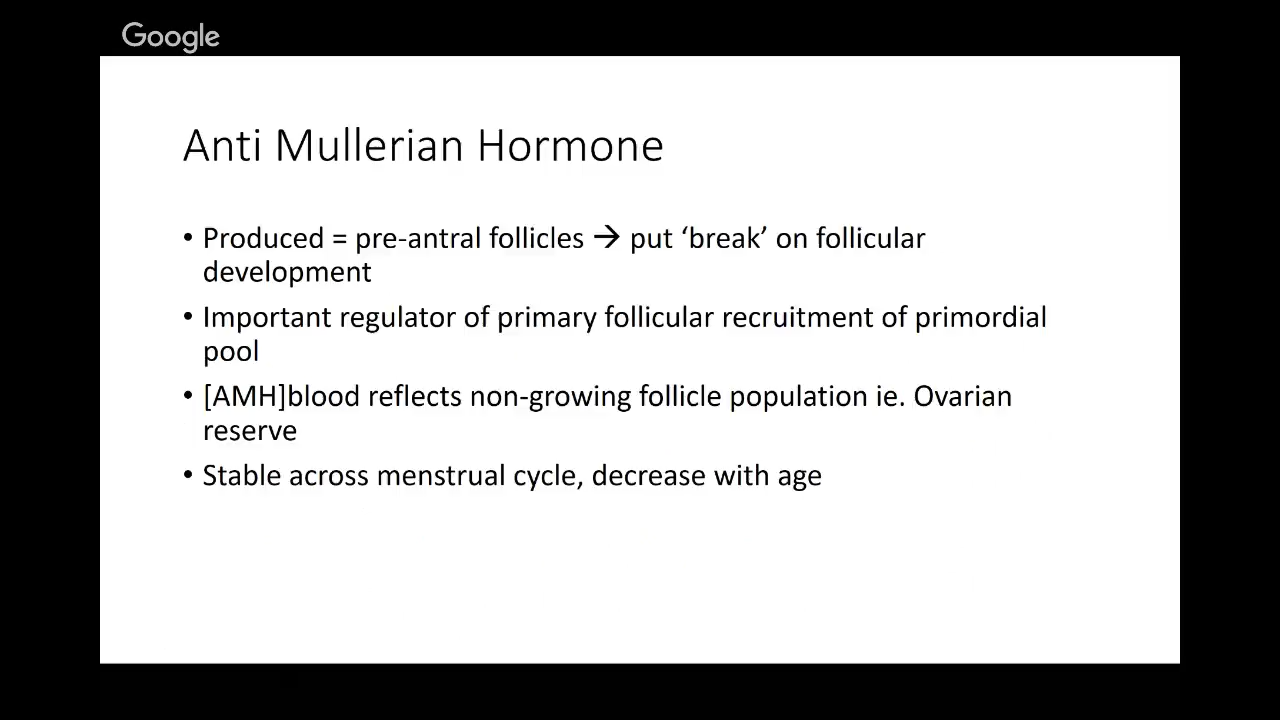 Google
Anti Mullerian Hormone
• Produced = pre-antral follicles → put ‘break’ on follicular
development
• Important regulator of primary follicular recruitment of primordial
pool
• [AMH]blood reflects non-growing follicle population ie. Ovarian
reserve
• Stable across menstrual cycle, decrease with age